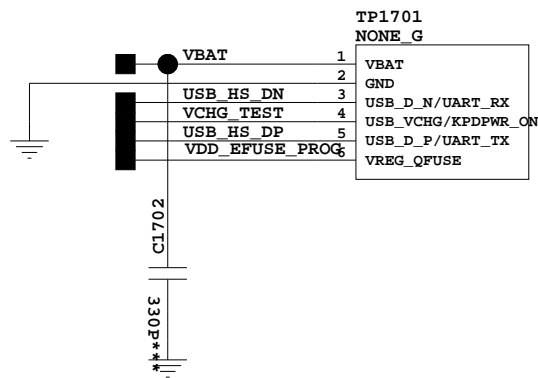 TP1701
NONE_G
VBAT 1 VBAT
2 GND
USB_HS_DN 3 USB_D_N/UART_RX
VCHG_TEST 4 USB_VCHG/KPDPWR_ON
USB_HS_DP 5 USB_D_P/UART_TX
VDD_EFUSE_PROG 6 VREG_QFUSE
C1702
330P***